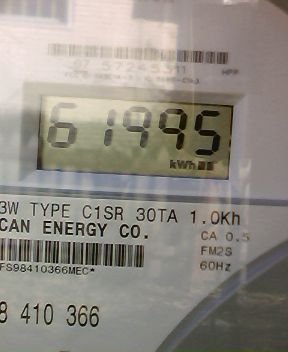 61995
kWh
3W TYPE C1SR 30TA 1.0Kh
CAN ENERGY CO.
CA 0.5
FM2S
60Hz
FS98410366MEC*
8 410 366